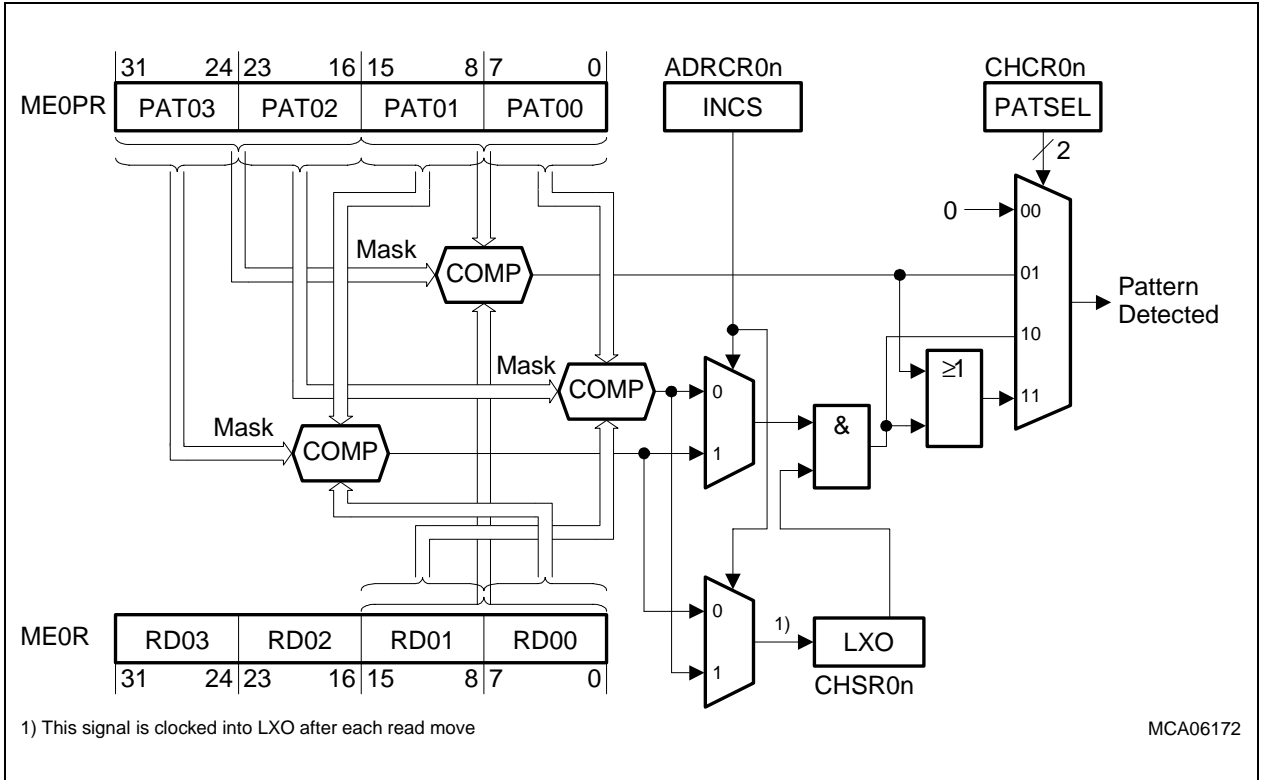 31 24 23 16 15 8 7 0
ADRCR0n
CHCR0n
ME0PR
PAT03
PAT02
PAT01
PAT00
INCS
PATSEL
2
0
00
Mask
COMP
01
Pattern
Detected
10
Mask
COMP
0
≥1
11
Mask
COMP
&
1
0
1)
LXO
1
CHSR0n
ME0R
RD03
RD02
RD01
RD00
31 24 23 16 15 8 7 0
1) This signal is clocked into LXO after each read move
MCA06172